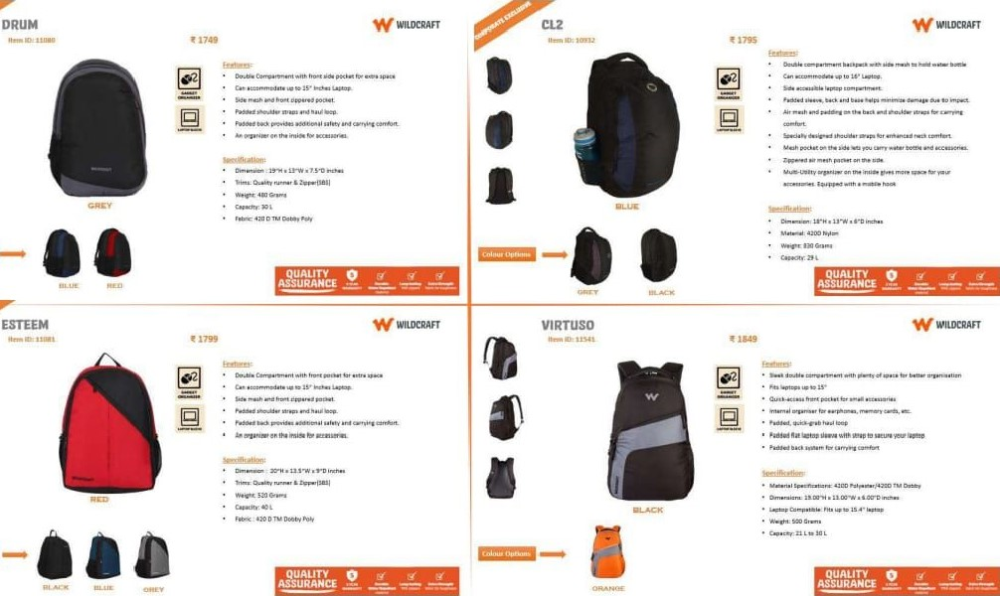 DRUM
WILDCRAFT
Item ID: 11080
₹ 1749
GADGET
ORGANIZER
LAPTOP SLEEVE
Features:
Double Compartment with front side pocket for extra space
Can accommodate up to 15" Inches Laptop.
Side mesh and front zippered pocket.
Padded shoulder straps and haul loop.
Padded back provides additional safety and carrying comfort.
An organizer on the inside for accessories.
Specification:
Dimension : 19"H x 13"W x 7.5"D inches
Trims: Quality runner & Zipper(SBS)
Weight: 480 Grams
Capacity: 30 L
Fabric: 420 D TM Dobby Poly
GREY
BLUE
RED
QUALITY
ASSURANCE
5
5 YEAR
WARRANTY
CORPORATE EXCLUSIVE
CL2
WILDCRAFT
Item ID: 10932
₹ 1795
GADGET
ORGANIZER
LAPTOP SLEEVE
Features:
Double compartment backpack with side mesh to hold water bottle
Can accommodate up to 16" Laptop.
Side accessible laptop compartment.
Padded sleeve, back and base helps minimize damage due to impact.
Air mesh and padding on the back and shoulder straps for carrying
comfort.
Specially designed shoulder straps for enhanced neck comfort.
Mesh pocket on the side lets you carry water bottle and accessories.
Zippered air mesh pocket on the side.
Multi-Utility organizer on the inside gives more space for your
accessories. Equipped with a mobile hook
Specification:
Dimension: 18"H x 13"W x 6"D inches
Material: 420D Nylon
Weight: 830 Grams
Capacity: 29 L
BLUE
Colour Options
GREY
BLACK
QUALITY
ASSURANCE
5
5 YEAR
WARRANTY
ESTEEM
WILDCRAFT
Item ID: 11081
₹ 1799
GADGET
ORGANIZER
LAPTOP SLEEVE
Features:
Double Compartment with front pocket for extra space
Can accommodate up to 15" Inches Laptop.
Side mesh and front zippered pocket.
Padded shoulder straps and haul loop.
Padded back provides additional safety and carrying comfort.
An organizer on the inside for accessories.
Specification:
Dimension : 20"H x 13.5"W x 9"D inches
Trims: Quality runner & Zipper(SBS)
Weight: 520 Grams
Capacity: 40 L
Fabric : 420 D TM Dobby Poly
RED
BLACK
BLUE
GREY
QUALITY
ASSURANCE
5
5 YEAR
WARRANTY
VIRTUSO
WILDCRAFT
Item ID: 11541
₹ 1849
GADGET
ORGANIZER
LAPTOP SLEEVE
Features:
Sleek double compartment with plenty of space for better organisation
Fits laptops up to 15"
Quick-access front pocket for small accessories
Internal organiser for earphones, memory cards, etc.
Padded, quick-grab haul loop
Padded flat laptop sleeve with strap to secure your laptop
Padded back system for carrying comfort
Specification:
Material Specifications: 420D Polyester/420D TM Dobby
Dimensions: 19.00"H x 13.00"W x 6.00"D inches
Laptop Compatible: Fits up to 15.4" laptop
Weight: 500 Grams
Capacity: 21 L to 30 L
BLACK
Colour Options
ORANGE
QUALITY
ASSURANCE
5
5 YEAR
WARRANTY